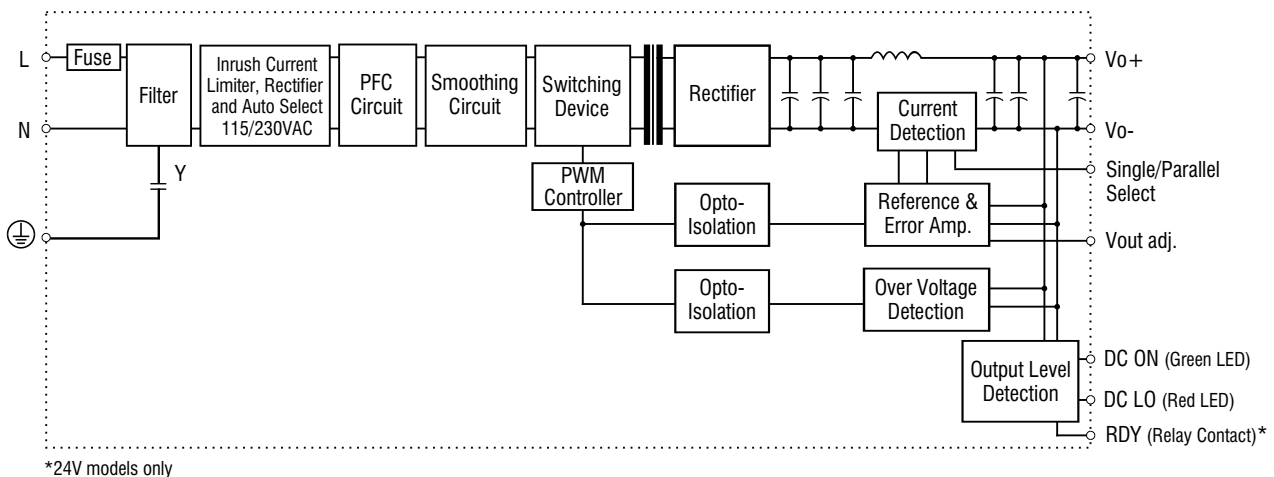 L
Fuse
Filter
Inrush Current
Limiter, Rectifier
and Auto Select
115/230VAC
PFC
Circuit
Smoothing
Circuit
Switching
Device
Rectifier
Current
Detection
Vo+
N
Vo-
Y
PWM
Controller
Opto-
Isolation
Reference &
Error Amp.
Single/Parallel
Select
Vout adj.
Opto-
Isolation
Over Voltage
Detection
Output Level
Detection
DC ON (Green LED)
DC LO (Red LED)
RDY (Relay Contact)*
*24V models only